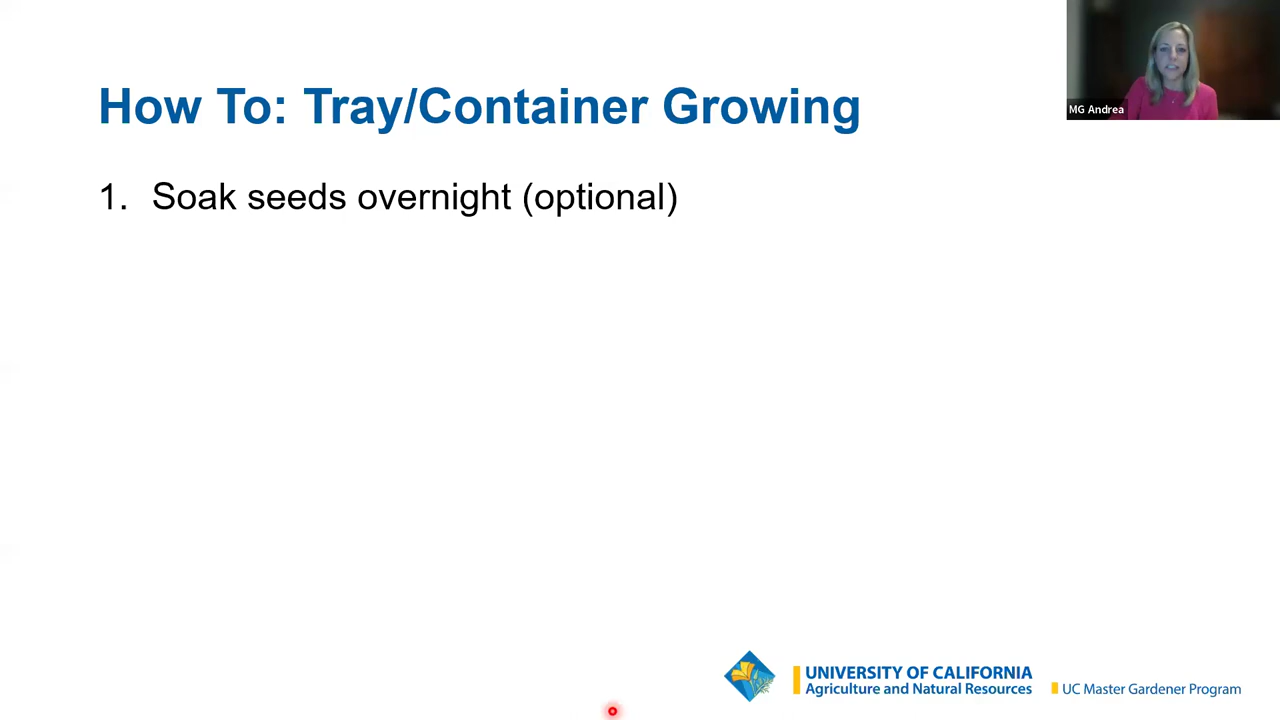 MG Andrea
How To: Tray/Container Growing
1. Soak seeds overnight (optional)
UNIVERSITY OF CALIFORNIA
Agriculture and Natural Resources
UC Master Gardener Program